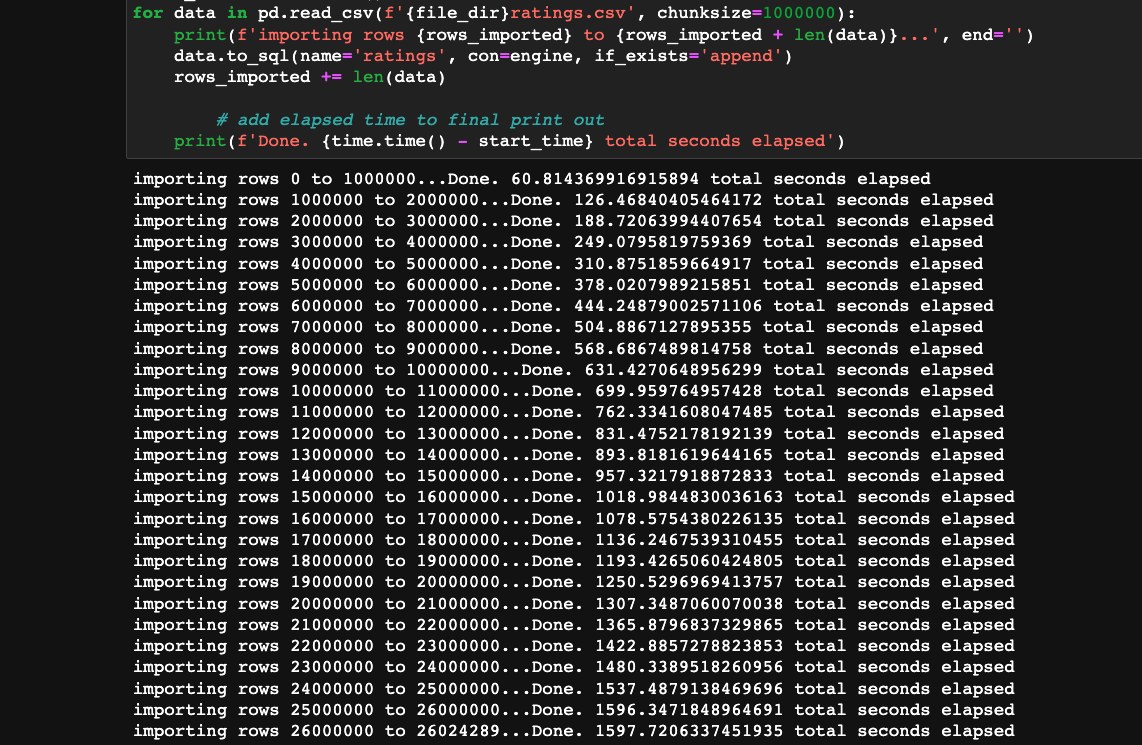 for data in pd.read_csv(f'{file_dir}ratings.csv', chunksize=1000000):
    print(f'importing rows {rows_imported} to {rows_imported + len(data)}...', end='')
    data.to_sql(name='ratings', con=engine, if_exists='append')
    rows_imported += len(data)
        # add elapsed time to final print out
    print(f'Done. {time.time() - start_time} total seconds elapsed')
importing rows 0 to 1000000...Done. 60.814369916915894 total seconds elapsed
importing rows 1000000 to 2000000...Done. 126.46840405464172 total seconds elapsed
importing rows 2000000 to 3000000...Done. 188.72063994407654 total seconds elapsed
importing rows 3000000 to 4000000...Done. 249.0795819759369 total seconds elapsed
importing rows 4000000 to 5000000...Done. 310.8751859664917 total seconds elapsed
importing rows 5000000 to 6000000...Done. 378.0207989215851 total seconds elapsed
importing rows 6000000 to 7000000...Done. 444.24879002571106 total seconds elapsed
importing rows 7000000 to 8000000...Done. 504.8867127895355 total seconds elapsed
importing rows 8000000 to 9000000...Done. 568.6867489814758 total seconds elapsed
importing rows 9000000 to 10000000...Done. 631.4270648956299 total seconds elapsed
importing rows 10000000 to 11000000...Done. 699.959764957428 total seconds elapsed
importing rows 11000000 to 12000000...Done. 762.3341608047485 total seconds elapsed
importing rows 12000000 to 13000000...Done. 831.4752178192139 total seconds elapsed
importing rows 13000000 to 14000000...Done. 893.8181619644165 total seconds elapsed
importing rows 14000000 to 15000000...Done. 957.3217918872833 total seconds elapsed
importing rows 15000000 to 16000000...Done. 1018.9844830036163 total seconds elapsed
importing rows 16000000 to 17000000...Done. 1078.5754380226135 total seconds elapsed
importing rows 17000000 to 18000000...Done. 1136.2467539310455 total seconds elapsed
importing rows 18000000 to 19000000...Done. 1193.4265060424805 total seconds elapsed
importing rows 19000000 to 20000000...Done. 1250.5296969413757 total seconds elapsed
importing rows 20000000 to 21000000...Done. 1307.3487060070038 total seconds elapsed
importing rows 21000000 to 22000000...Done. 1365.8796837329865 total seconds elapsed
importing rows 22000000 to 23000000...Done. 1422.8857278823853 total seconds elapsed
importing rows 23000000 to 24000000...Done. 1480.3389518260956 total seconds elapsed
importing rows 24000000 to 25000000...Done. 1537.4879138469696 total seconds elapsed
importing rows 25000000 to 26000000...Done. 1596.3471848964691 total seconds elapsed
importing rows 26000000 to 26024289...Done. 1597.7206337451935 total seconds elapsed